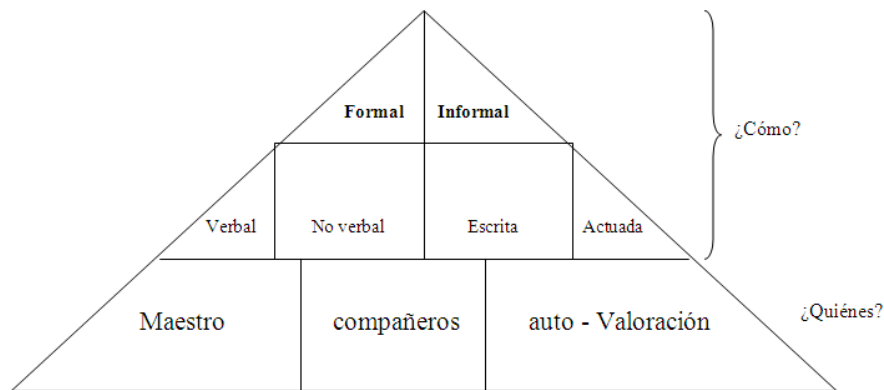 Formal
Informal
¿Cómo?
Verbal
No verbal
Escrita
Actuada
Maestro
compañeros
auto - Valoración
¿Quiénes?